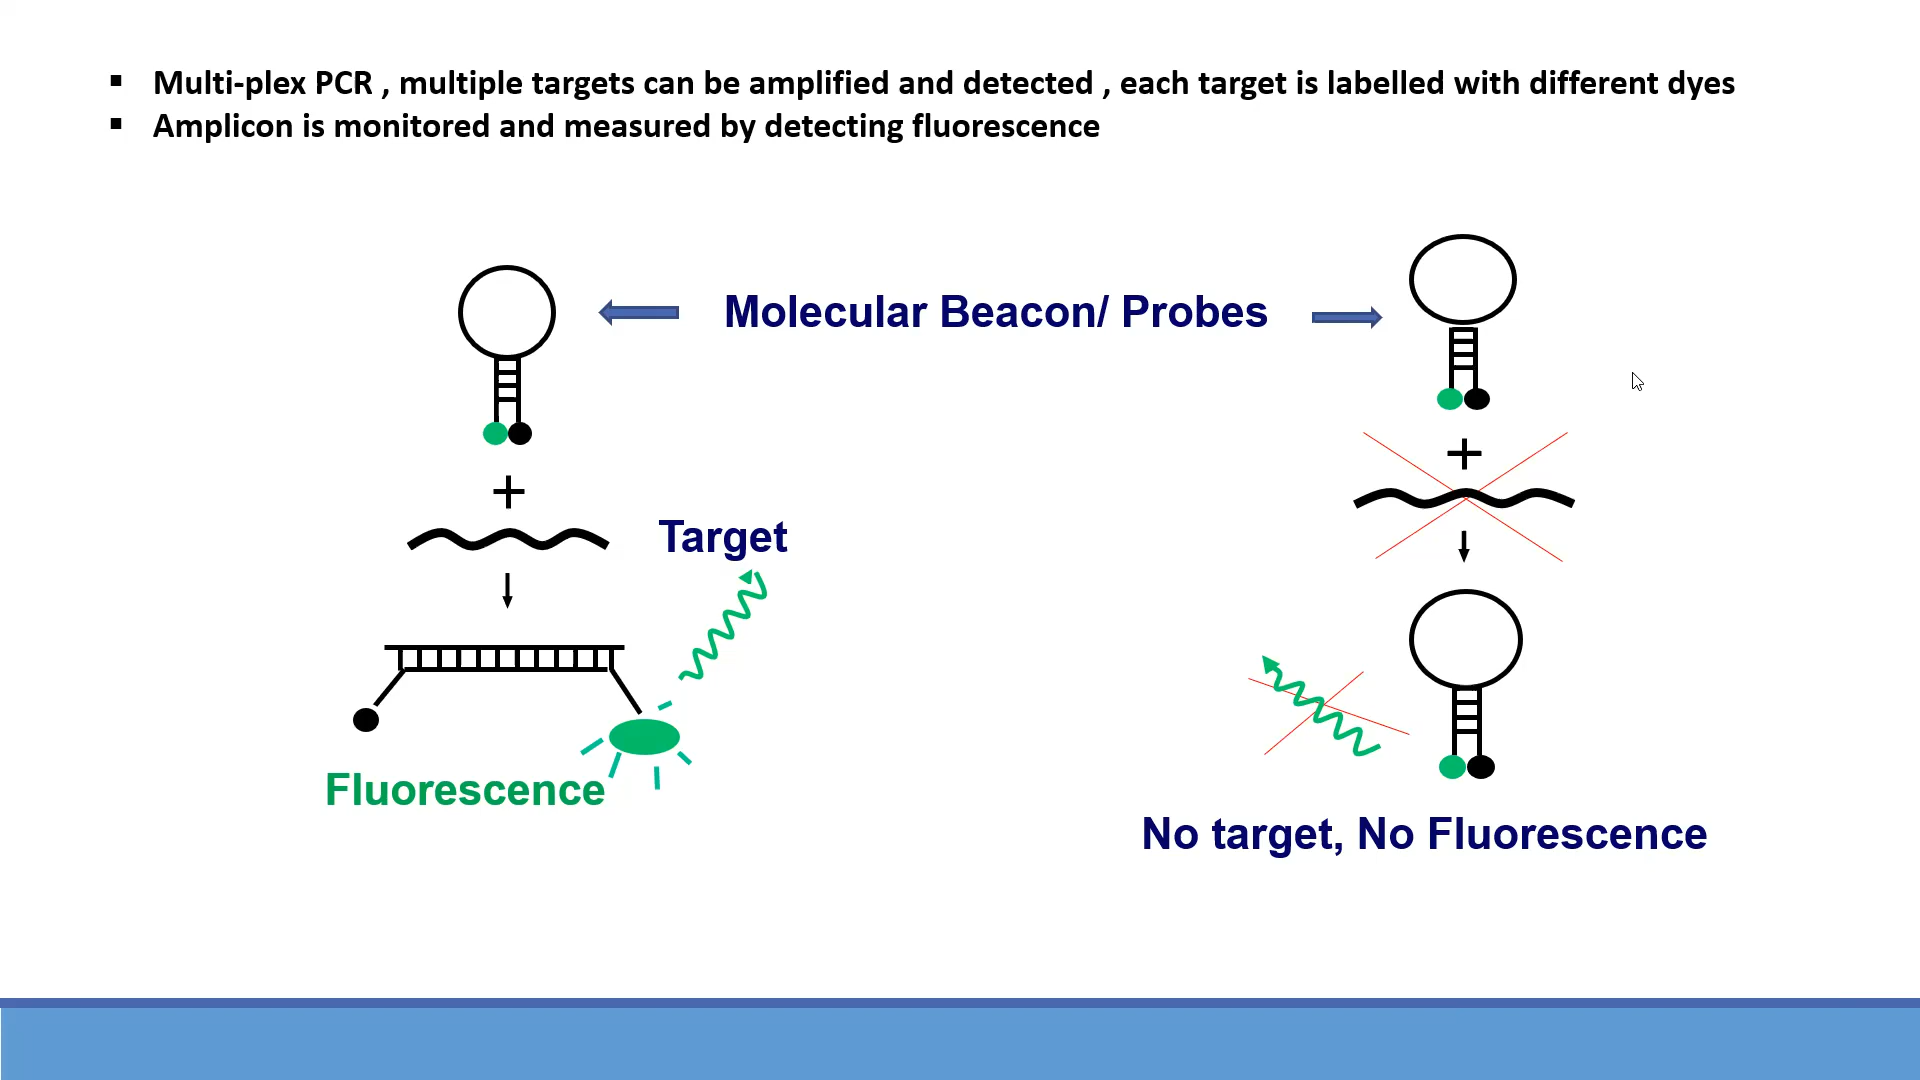 ▪ Multi-plex PCR , multiple targets can be amplified and detected , each target is labelled with different dyes
▪ Amplicon is monitored and measured by detecting fluorescence
Molecular Beacon/ Probes
+
+
Target
Fluorescence
No target, No Fluorescence